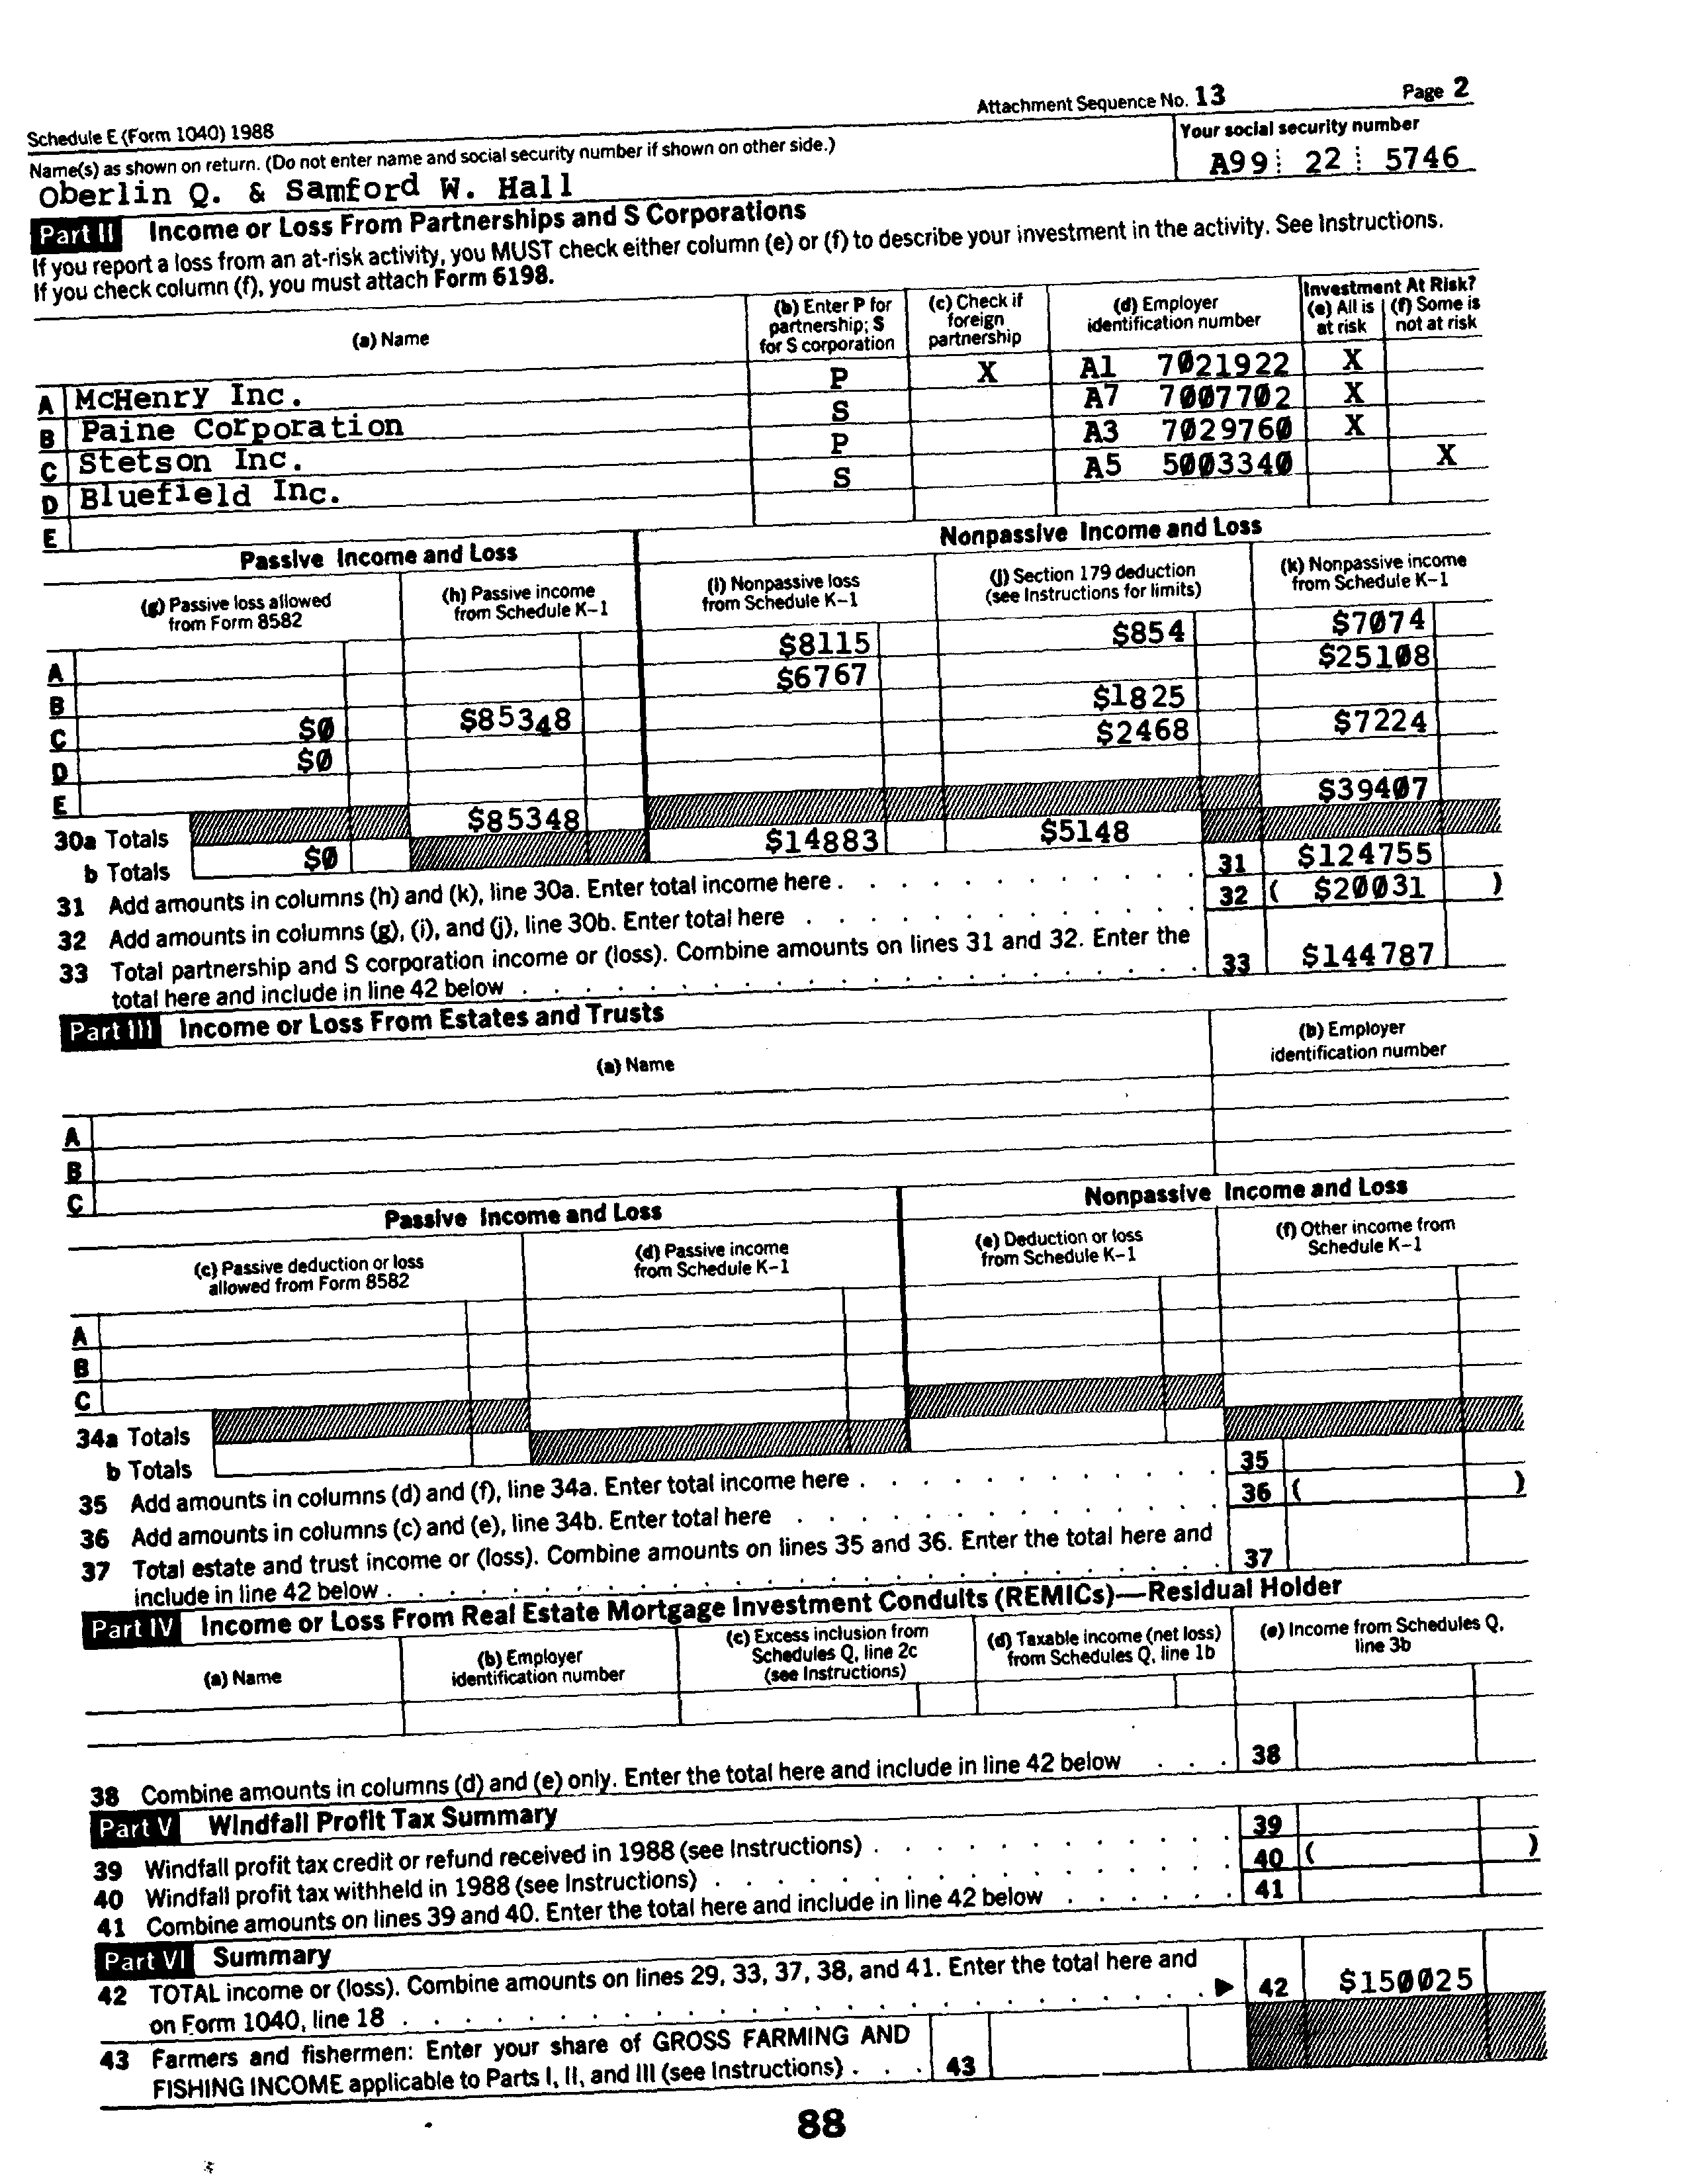 Schedule E (Form 1040) 1988
Attachment Sequence No. 13
Page 2
Name(s) as shown on return. (Do not enter name and social security number if shown on other side.)
Your social security number
Oberlin Q. & Samford W. Hall
A99 22 5746
Part II Income or Loss From Partnerships and S Corporations
If you report a loss from an at-risk activity, you MUST check either column (e) or (f) to describe your investment in the activity. See Instructions.
If you check column (f), you must attach Form 6198.
(a) Name
(b) Enter P for partnership; S for S corporation
(c) Check if foreign partnership
(d) Employer identification number
Investment At Risk?
(e) All is at risk
(f) Some is not at risk
A McHenry Inc. P X A1 7021922 X
B Paine Corporation S A7 7007702 X
C Stetson Inc. P A3 7029760 X
D Bluefield Inc. S A5 5003340 X
E
Passive Income and Loss
Nonpassive Income and Loss
(g) Passive loss allowed from Form 8582
(h) Passive income from Schedule K-1
(i) Nonpassive loss from Schedule K-1
(j) Section 179 deduction (see Instructions for limits)
(k) Nonpassive income from Schedule K-1
A $8115 $854 $7074
B $6767 $25108
C $0 $85348 $1825
D $0 $2468 $7224
E
30a Totals $85348 $39407
b Totals $0 $14883 $5148
31 Add amounts in columns (h) and (k), line 30a. Enter total income here . 31 $124755
32 Add amounts in columns (g), (i), and (j), line 30b. Enter total here . 32 ( $20031 )
33 Total partnership and S corporation income or (loss). Combine amounts on lines 31 and 32. Enter the
total here and include in line 42 below . 33 $144787
Part III Income or Loss From Estates and Trusts
(a) Name
(b) Employer identification number
A
B
C
Passive Income and Loss
Nonpassive Income and Loss
(c) Passive deduction or loss allowed from Form 8582
(d) Passive income from Schedule K-1
(e) Deduction or loss from Schedule K-1
(f) Other income from Schedule K-1
A
B
C
34a Totals
b Totals
35 Add amounts in columns (d) and (f), line 34a. Enter total income here . 35
36 Add amounts in columns (c) and (e), line 34b. Enter total here . 36 ( )
37 Total estate and trust income or (loss). Combine amounts on lines 35 and 36. Enter the total here and
include in line 42 below . 37
Part IV Income or Loss From Real Estate Mortgage Investment Conduits (REMICs)—Residual Holder
(a) Name
(b) Employer identification number
(c) Excess inclusion from Schedules Q, line 2c (see Instructions)
(d) Taxable income (net loss) from Schedules Q, line 1b
(e) Income from Schedules Q, line 3b
38 Combine amounts in columns (d) and (e) only. Enter the total here and include in line 42 below . 38
Part V Windfall Profit Tax Summary
39 Windfall profit tax credit or refund received in 1988 (see Instructions) . 39
40 Windfall profit tax withheld in 1988 (see Instructions) . 40 ( )
41 Combine amounts on lines 39 and 40. Enter the total here and include in line 42 below . 41
Part VI Summary
42 TOTAL income or (loss). Combine amounts on lines 29, 33, 37, 38, and 41. Enter the total here and
on Form 1040, line 18 . ▶ 42 $150025
43 Farmers and fishermen: Enter your share of GROSS FARMING AND
FISHING INCOME applicable to Parts I, II, and III (see Instructions) . 43
88